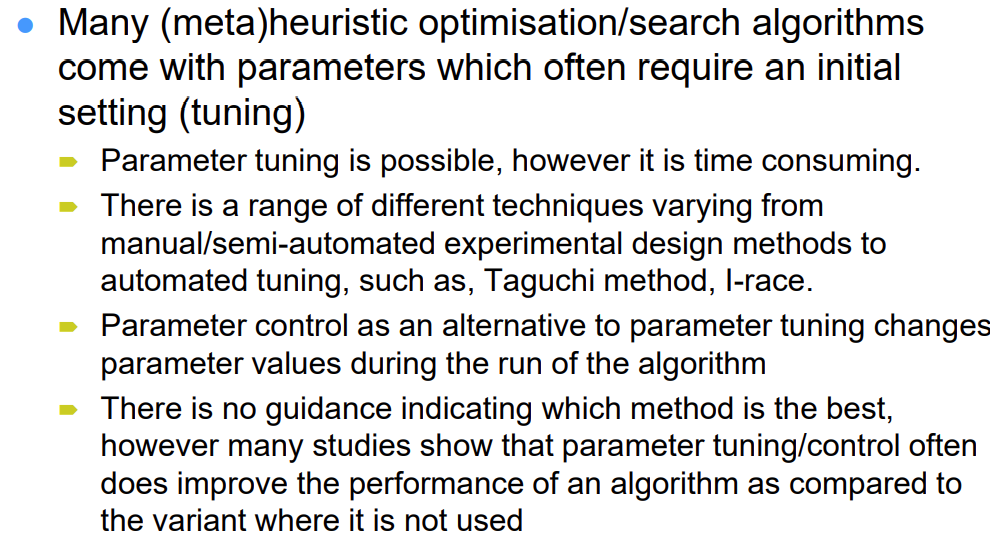 Many (meta)heuristic optimisation/search algorithms
come with parameters which often require an initial
setting (tuning)
Parameter tuning is possible, however it is time consuming.
There is a range of different techniques varying from
manual/semi-automated experimental design methods to
automated tuning, such as, Taguchi method, I-race.
Parameter control as an alternative to parameter tuning changes
parameter values during the run of the algorithm
There is no guidance indicating which method is the best,
however many studies show that parameter tuning/control often
does improve the performance of an algorithm as compared to
the variant where it is not used